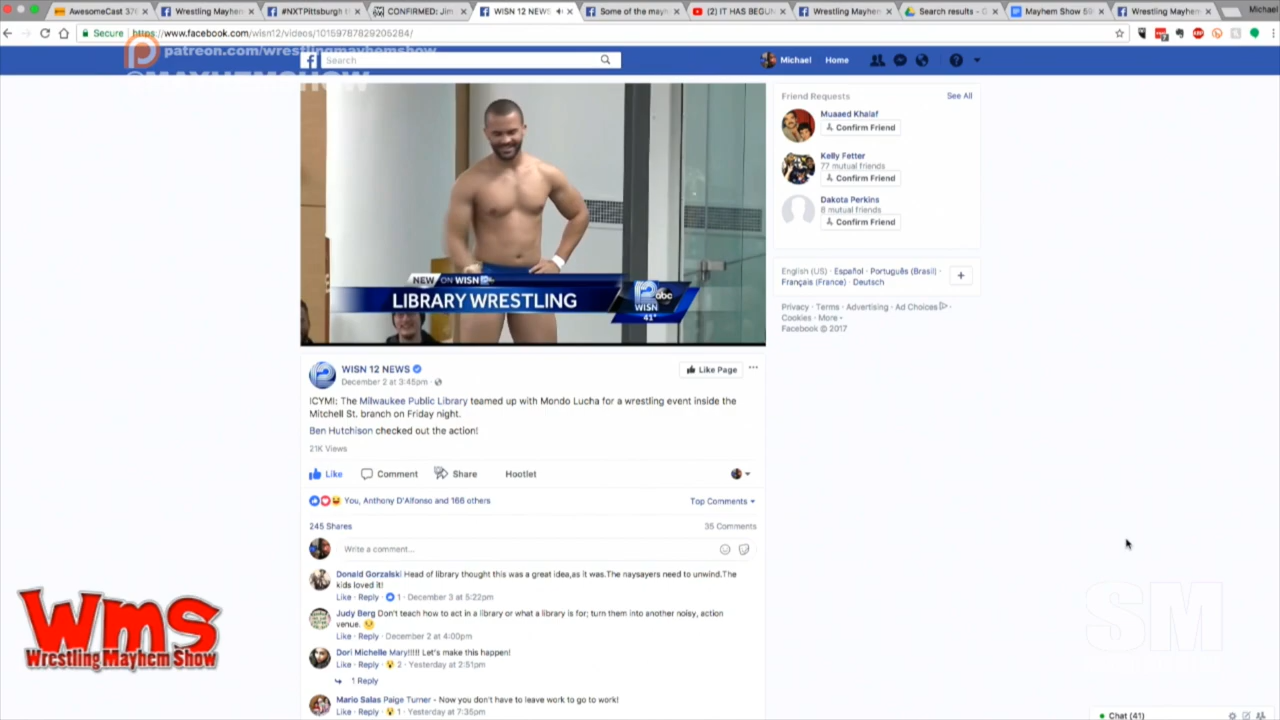 AwesomeCast 376
Wrestling Mayhem
#NXTPittsburgh
CONFIRMED: Jim
WISN 12 NEWS
Some of the mayh
(2) IT HAS BEGUN
Wrestling Mayhem
Search results - G
Mayhem Show 59
Wrestling Mayhem
Michael
Secure https://www.facebook.com/wisn12/videos/10159787829205284/
patreon.com/wrestlingmayhemshow
@MAYHEMSHOW
Search
Michael Home
NEW ON WISN 12
LIBRARY WRESTLING
12 abc
WISN
41°
Friend Requests See All
Muaaed Khalaf
Confirm Friend
Kelly Fetter
77 mutual friends
Confirm Friend
Dakota Perkins
6 mutual friends
Confirm Friend
English (US) · Español · Português (Brasil) ·
Français (France) · Deutsch
+
Privacy · Terms · Advertising · Ad Choices ·
Cookies · More
Facebook © 2017
WISN 12 NEWS
December 2 at 3:45pm ·
Like Page
ICYMI: The Milwaukee Public Library teamed up with Mondo Lucha for a wrestling event inside the
Mitchell St. branch on Friday night.
Ben Hutchison checked out the action!
21K Views
Like Comment Share Hootlet
You, Anthony D'Alfonso and 166 others
Top Comments
245 Shares
35 Comments
Write a comment...
Donald Gorzalski Head of library thought this was a great idea,as it was.The naysayers need to unwind.The
kids loved it!
Like · Reply · 1 · December 3 at 5:22pm
Judy Berg Don't teach how to act in a library or what a library is for; turn them into another noisy, action
venue.
Like · Reply · December 2 at 4:00pm
Dori Michelle Mary!!!!! Let's make this happen!
Like · Reply · 2 · Yesterday at 2:51pm
1 Reply
Mario Salas Paige Turner - Now you don't have to leave work to go to work!
Like · Reply · 1 · Yesterday at 7:35pm
Wms
Wrestling Mayhem Show
SM
Chat (41)